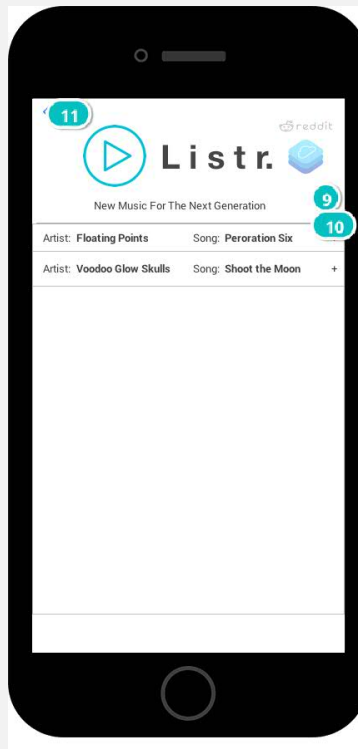 11
reddit
Listr.
New Music For The Next Generation
9
10
Artist: Floating Points Song: Peroration Six
Artist: Voodoo Glow Skulls Song: Shoot the Moon +